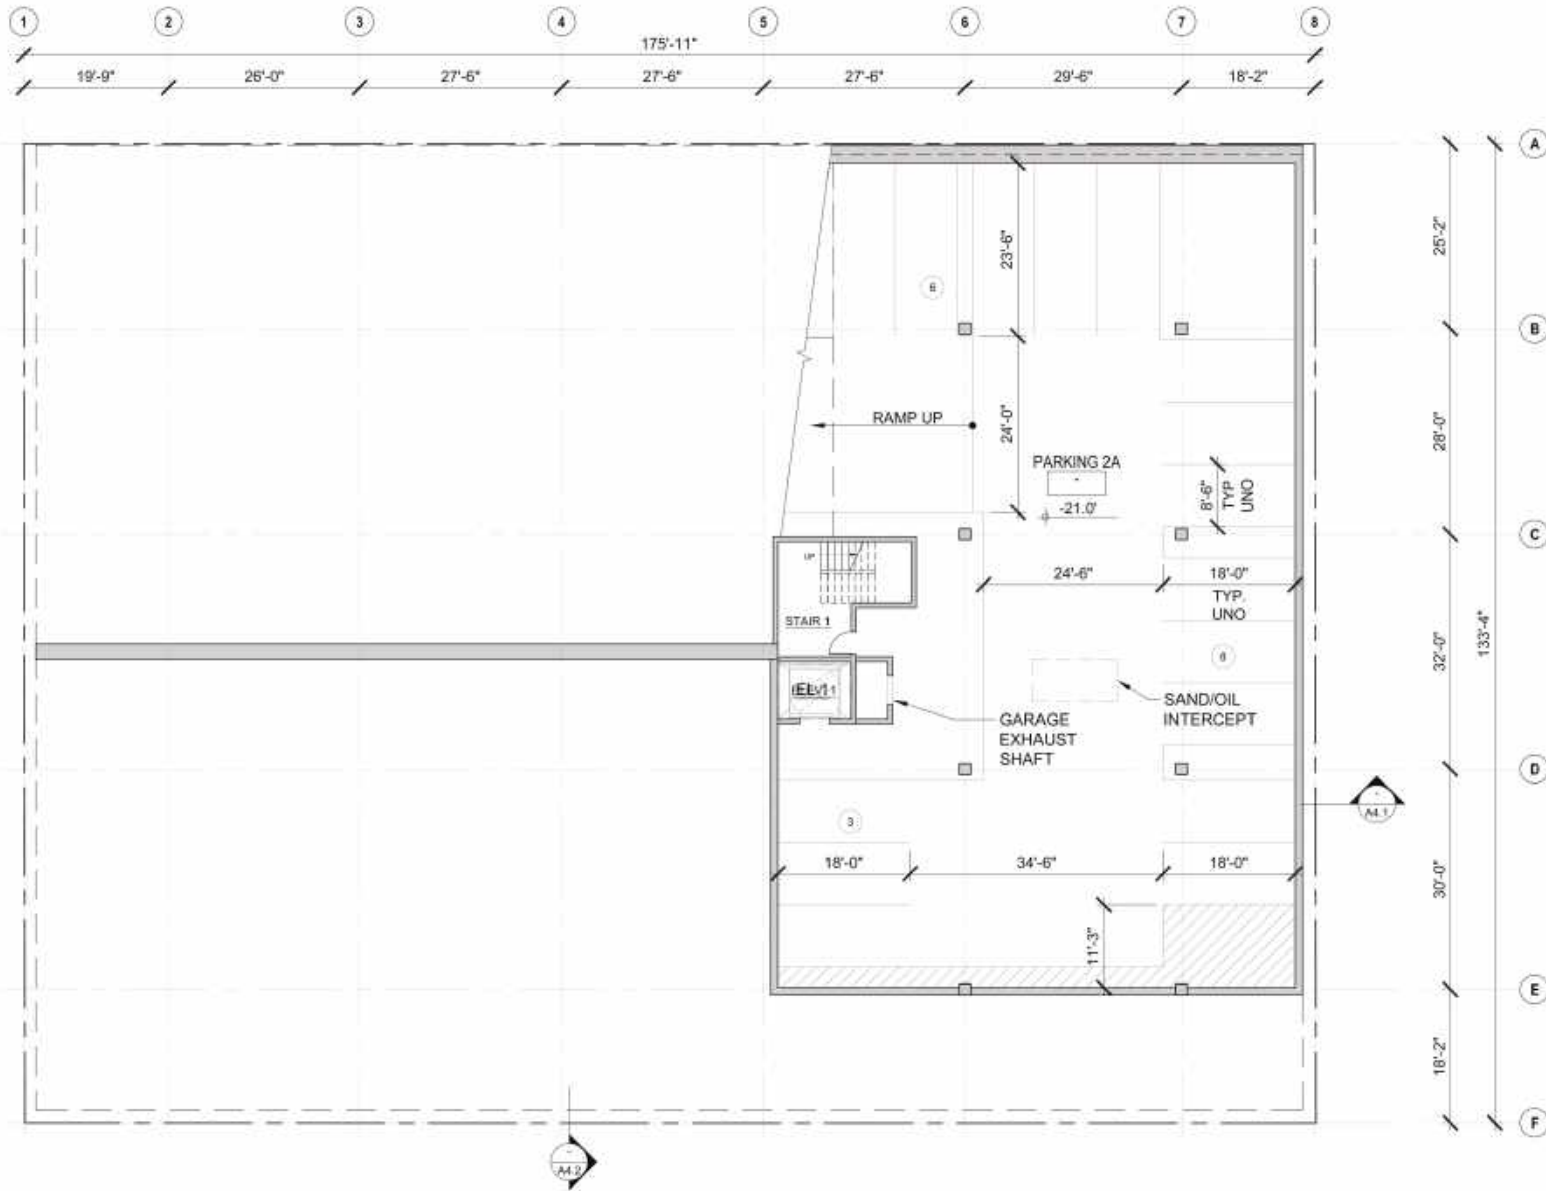 1 2 3 4 5 6 7 8
175'-11"
19'-9" 26'-0" 27'-6" 27'-6" 27'-6" 29'-6" 18'-2"
A
25'-2"
23'-6"
6
B
RAMP UP
24'-0"
28'-0"
PARKING 2A
8'-6"
TYP
UNO
-21.0'
C
UP
24'-6" 18'-0"
TYP.
UNO
STAIR 1
32'-0"
133'-4"
SAND/OIL
INTERCEPT
GARAGE
EXHAUST
SHAFT
D
A4.1
3
18'-0" 34'-6" 18'-0"
30'-0"
11'-3"
E
18'-2"
F
A4.2